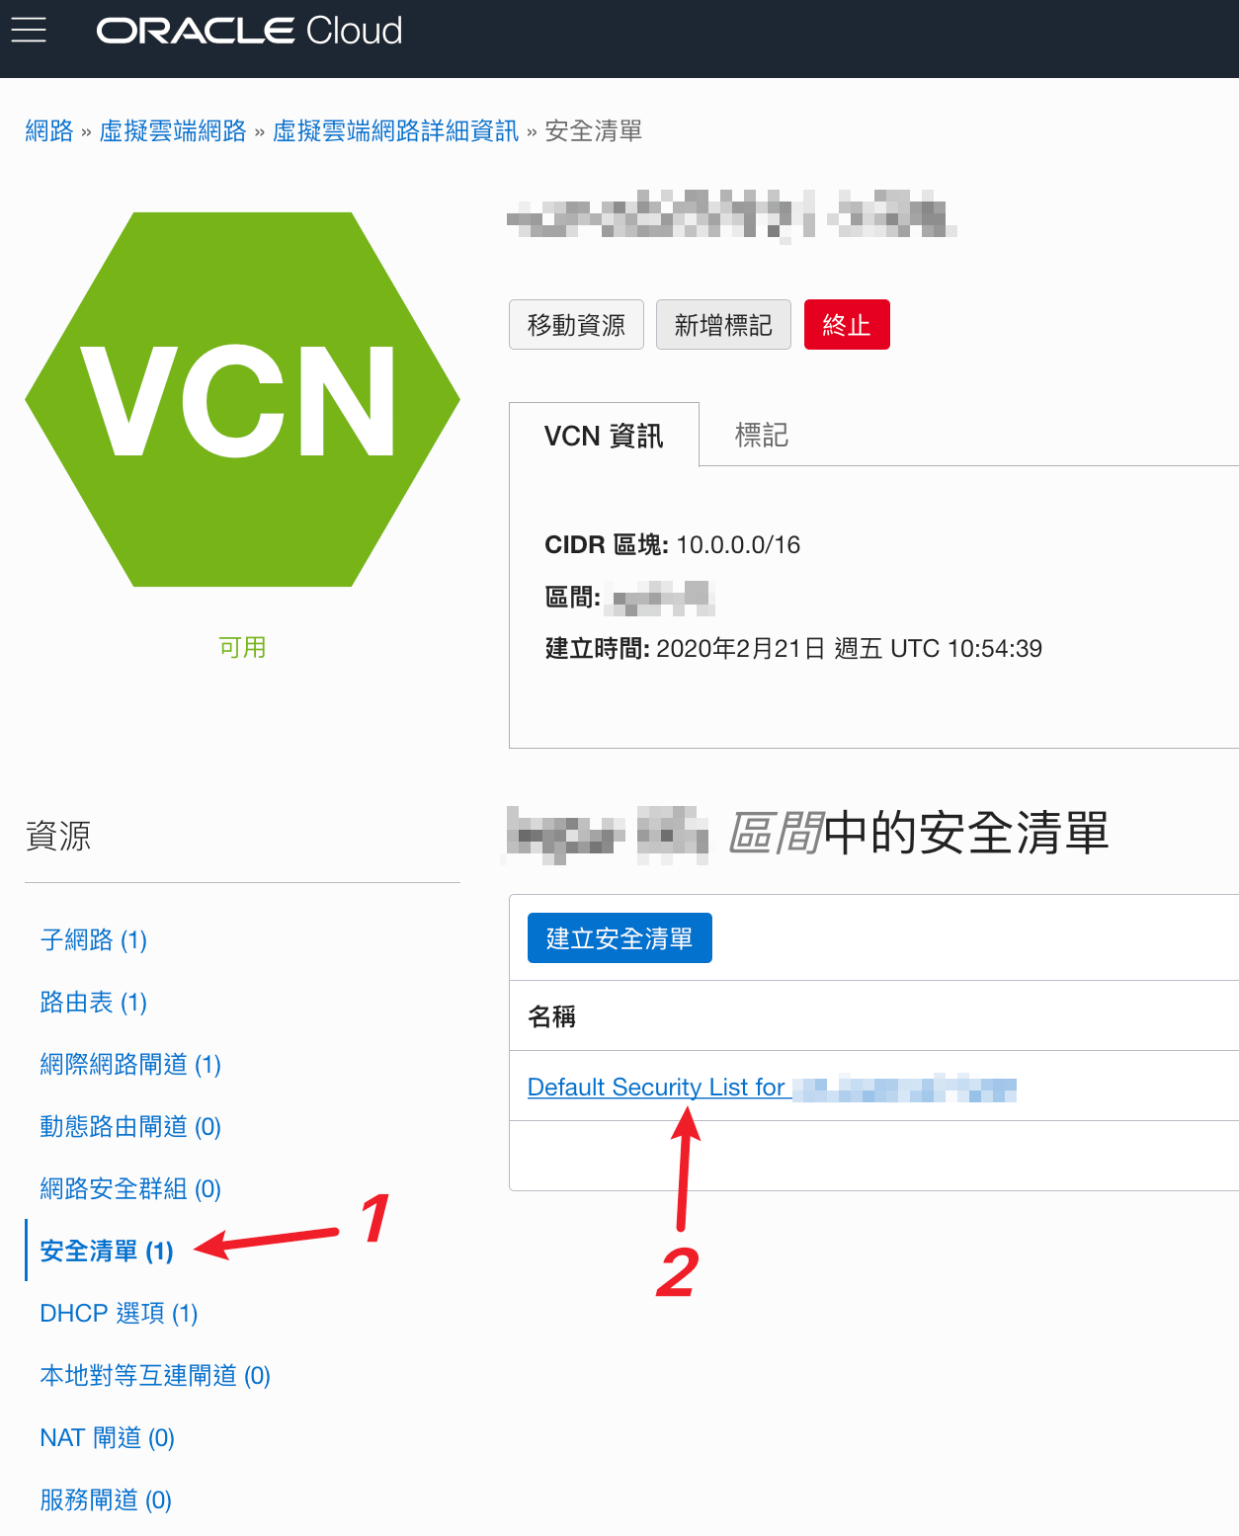 ORACLE Cloud
網路 » 虛擬雲端網路 » 虛擬雲端網路詳細資訊 » 安全清單
VCN
可用
移動資源
新增標記
終止
VCN 資訊
標記
CIDR 區塊: 10.0.0.0/16
區間:
建立時間: 2020年2月21日 週五 UTC 10:54:39
資源
子網路 (1)
路由表 (1)
網際網路閘道 (1)
動態路由閘道 (0)
網路安全群組 (0)
安全清單 (1)
1
DHCP 選項 (1)
本地對等互連閘道 (0)
NAT 閘道 (0)
服務閘道 (0)
區間中的安全清單
建立安全清單
名稱
Default Security List for
2